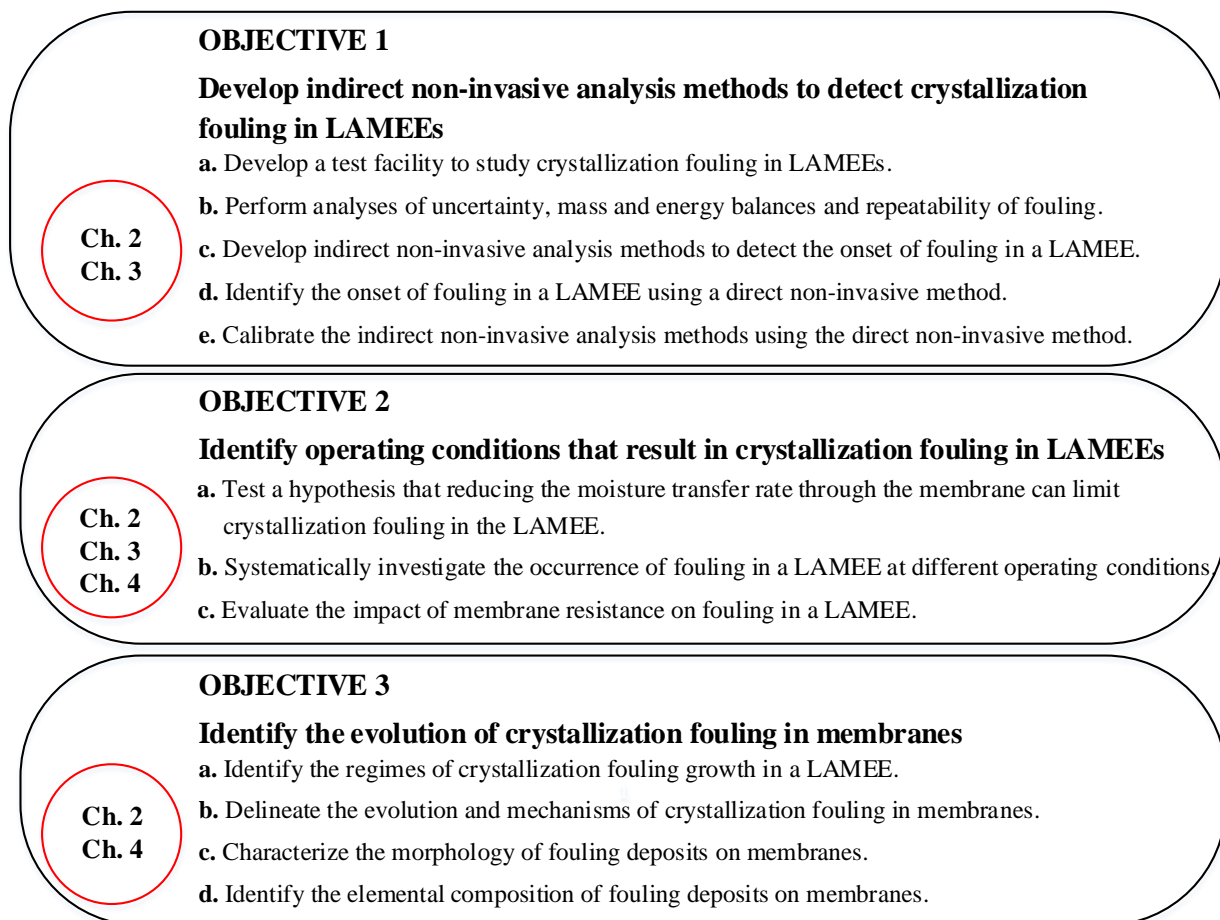 OBJECTIVE 1
Develop indirect non-invasive analysis methods to detect crystallization
fouling in LAMEEs
a. Develop a test facility to study crystallization fouling in LAMEEs.
b. Perform analyses of uncertainty, mass and energy balances and repeatability of fouling.
Ch. 2
Ch. 3
c. Develop indirect non-invasive analysis methods to detect the onset of fouling in a LAMEE.
d. Identify the onset of fouling in a LAMEE using a direct non-invasive method.
e. Calibrate the indirect non-invasive analysis methods using the direct non-invasive method.
OBJECTIVE 2
Identify operating conditions that result in crystallization fouling in LAMEEs
a. Test a hypothesis that reducing the moisture transfer rate through the membrane can limit
crystallization fouling in the LAMEE.
Ch. 2
Ch. 3
Ch. 4
b. Systematically investigate the occurrence of fouling in a LAMEE at different operating conditions.
c. Evaluate the impact of membrane resistance on fouling in a LAMEE.
OBJECTIVE 3
Identify the evolution of crystallization fouling in membranes
a. Identify the regimes of crystallization fouling growth in a LAMEE.
b. Delineate the evolution and mechanisms of crystallization fouling in membranes.
Ch. 2
Ch. 4
c. Characterize the morphology of fouling deposits on membranes.
d. Identify the elemental composition of fouling deposits on membranes.